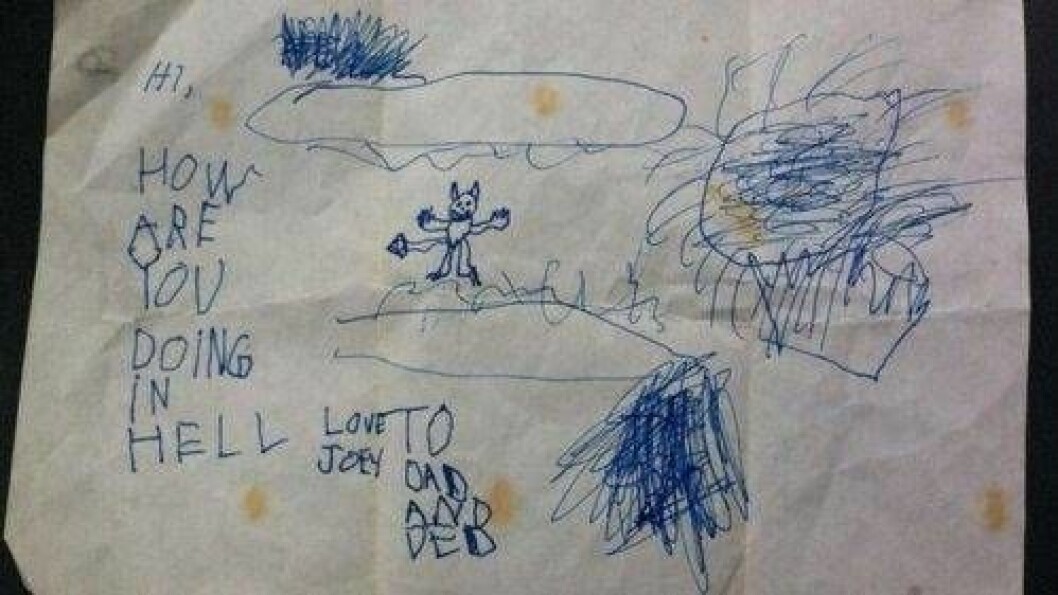 HI,
HOW
ARE
YOU
DOING
IN
HELL
LOVE
JOEY
TO
DAD
AND
DEB